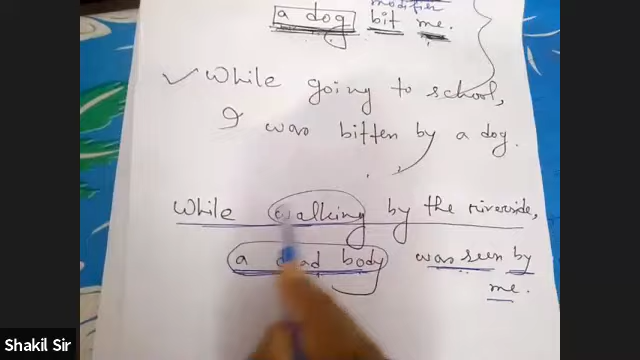 modifier
a dog bit me.
While going to school,
I was bitten by a dog.
While walking by the riverside,
a dead body was seen by
me.
Shakil Sir